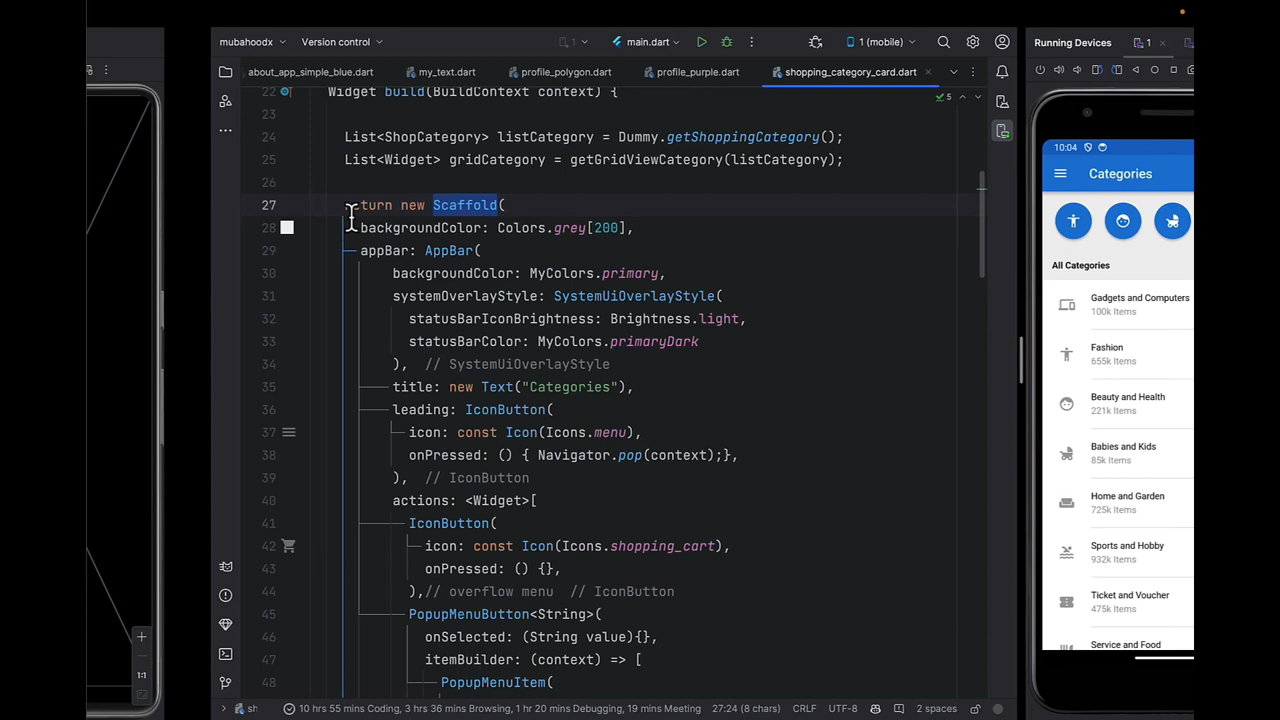 mubahoodx Version control 1 main.dart 1 (mobile) Running Devices 1
about_app_simple_blue.dart my_text.dart profile_polygon.dart profile_purple.dart shopping_category_card.dart
22 Widget build(BuildContext context) { 5
23
24 List<ShopCategory> listCategory = Dummy.getShoppingCategory();
25 List<Widget> gridCategory = getGridViewCategory(listCategory);
26
27 turn new Scaffold(
28 backgroundColor: Colors.grey[200],
29 appBar: AppBar(
30 backgroundColor: MyColors.primary,
31 systemOverlayStyle: SystemUiOverlayStyle(
32 statusBarIconBrightness: Brightness.light,
33 statusBarColor: MyColors.primaryDark
34 ), // SystemUiOverlayStyle
35 title: new Text("Categories"),
36 leading: IconButton(
37 icon: const Icon(Icons.menu),
38 onPressed: () { Navigator.pop(context);},
39 ), // IconButton
40 actions: <Widget>[
41 IconButton(
42 icon: const Icon(Icons.shopping_cart),
43 onPressed: () {},
44 ),// overflow menu // IconButton
45 PopupMenuButton<String>(
46 onSelected: (String value){},
47 itemBuilder: (context) => [
48 PopupMenuItem(
10:04
Categories
All Categories
Gadgets and Computers
100k Items
Fashion
655k Items
Beauty and Health
221k Items
Babies and Kids
85k Items
Home and Garden
725k Items
Sports and Hobby
932k Items
Ticket and Voucher
475k Items
Service and Food
1:1
sh 10 hrs 55 mins Coding, 3 hrs 36 mins Browsing, 1 hr 20 mins Debugging, 19 mins Meeting 27:24 (8 chars) CRLF UTF-8 2 spaces